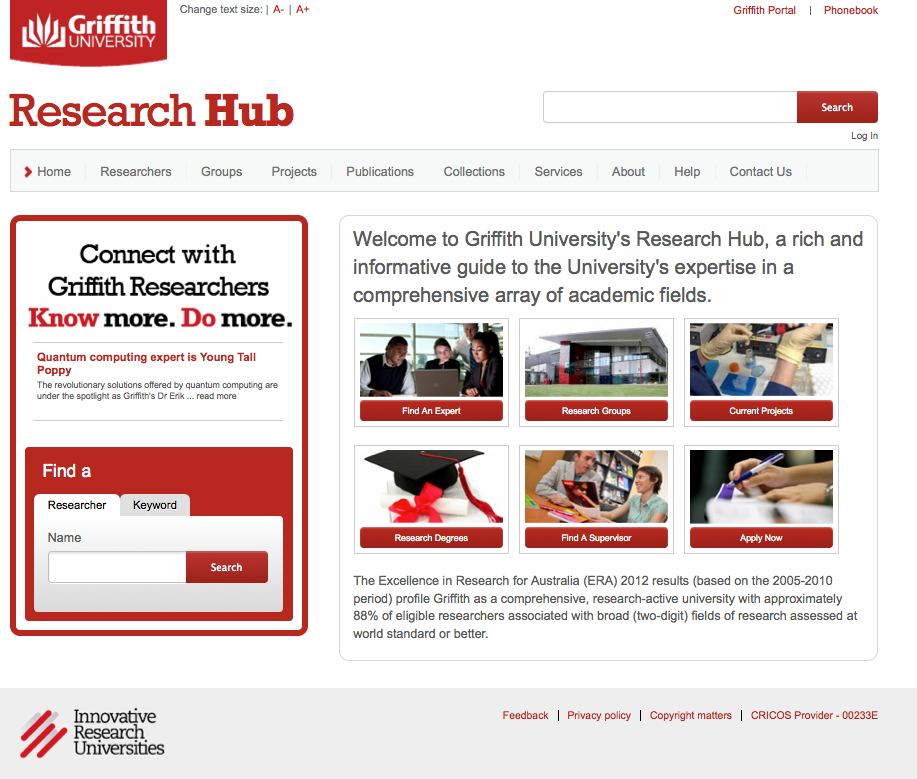 Griffith
UNIVERSITY
Change text size: | A- | A+
Griffith Portal | Phonebook
Research Hub
Search
Log In
Home
Researchers
Groups
Projects
Publications
Collections
Services
About
Help
Contact Us
Connect with
Griffith Researchers
Know more. Do more.
Quantum computing expert is Young Tall
Poppy
The revolutionary solutions offered by quantum computing are
under the spotlight as Griffith's Dr Erik ... read more
Find a
Researcher
Keyword
Name
Search
Welcome to Griffith University's Research Hub, a rich and
informative guide to the University's expertise in a
comprehensive array of academic fields.
Find An Expert
Research Groups
Current Projects
Research Degrees
Find A Supervisor
Apply Now
The Excellence in Research for Australia (ERA) 2012 results (based on the 2005-2010
period) profile Griffith as a comprehensive, research-active university with approximately
88% of eligible researchers associated with broad (two-digit) fields of research assessed at
world standard or better.
Innovative
Research
Universities
Feedback | Privacy policy | Copyright matters | CRICOS Provider - 00233E